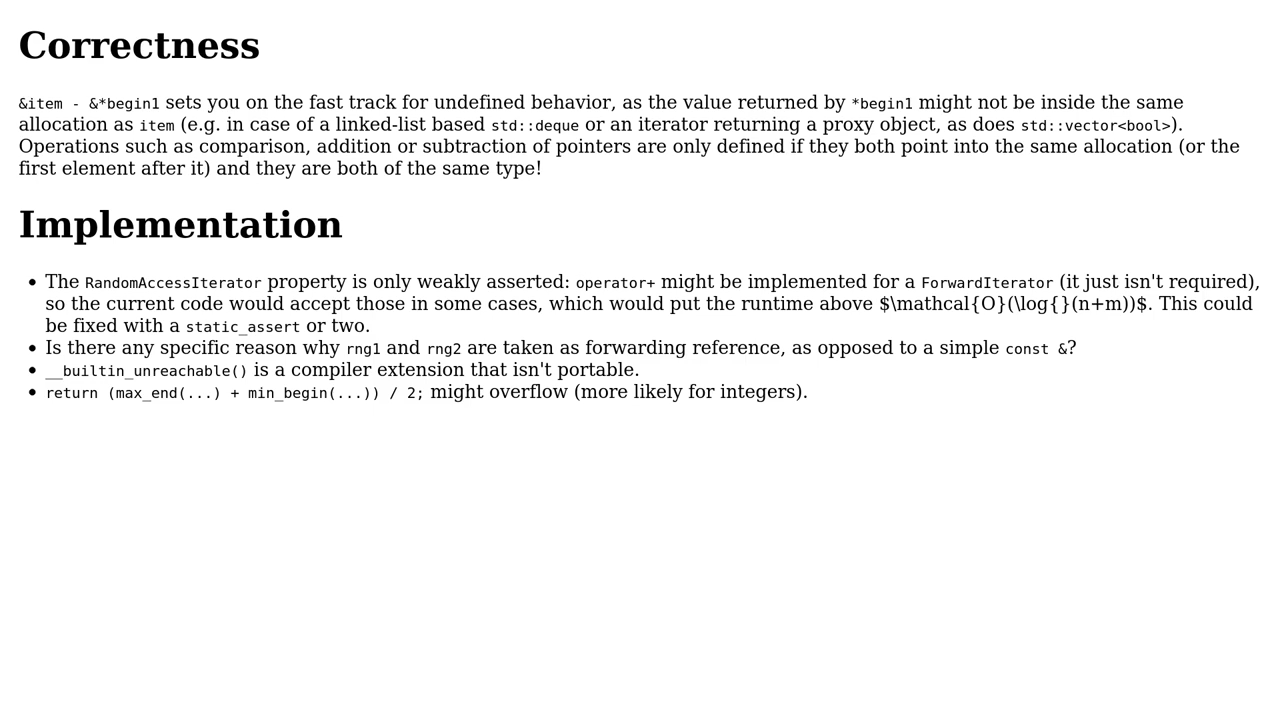 Correctness
&item - &*begin1 sets you on the fast track for undefined behavior, as the value returned by *begin1 might not be inside the same
allocation as item (e.g. in case of a linked-list based std::deque or an iterator returning a proxy object, as does std::vector<bool>).
Operations such as comparison, addition or subtraction of pointers are only defined if they both point into the same allocation (or the
first element after it) and they are both of the same type!
Implementation
• The RandomAccessIterator property is only weakly asserted: operator+ might be implemented for a ForwardIterator (it just isn't required),
so the current code would accept those in some cases, which would put the runtime above $\mathcal{O}(\log{}(n+m))$. This could
be fixed with a static_assert or two.
• Is there any specific reason why rng1 and rng2 are taken as forwarding reference, as opposed to a simple const &?
• __builtin_unreachable() is a compiler extension that isn't portable.
• return (max_end(...) + min_begin(...)) / 2; might overflow (more likely for integers).